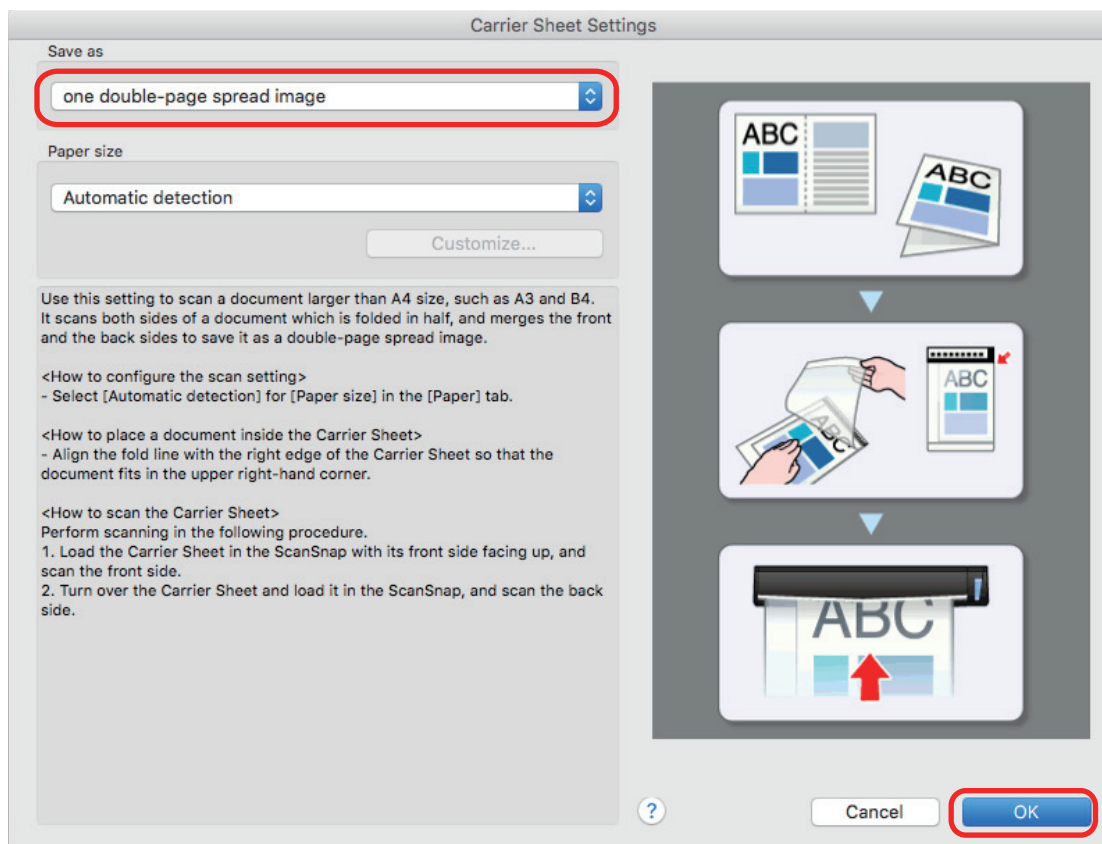 Carrier Sheet Settings
Save as
one double-page spread image
Paper size
Automatic detection
Customize...
Use this setting to scan a document larger than A4 size, such as A3 and B4.
It scans both sides of a document which is folded in half, and merges the front
and the back sides to save it as a double-page spread image.
<How to configure the scan setting>
- Select [Automatic detection] for [Paper size] in the [Paper] tab.
<How to place a document inside the Carrier Sheet>
- Align the fold line with the right edge of the Carrier Sheet so that the
document fits in the upper right-hand corner.
<How to scan the Carrier Sheet>
Perform scanning in the following procedure.
1. Load the Carrier Sheet in the ScanSnap with its front side facing up, and
scan the front side.
2. Turn over the Carrier Sheet and load it in the ScanSnap, and scan the back
side.
ABC
ABC
ABC
ABC
ABC
?
Cancel
OK